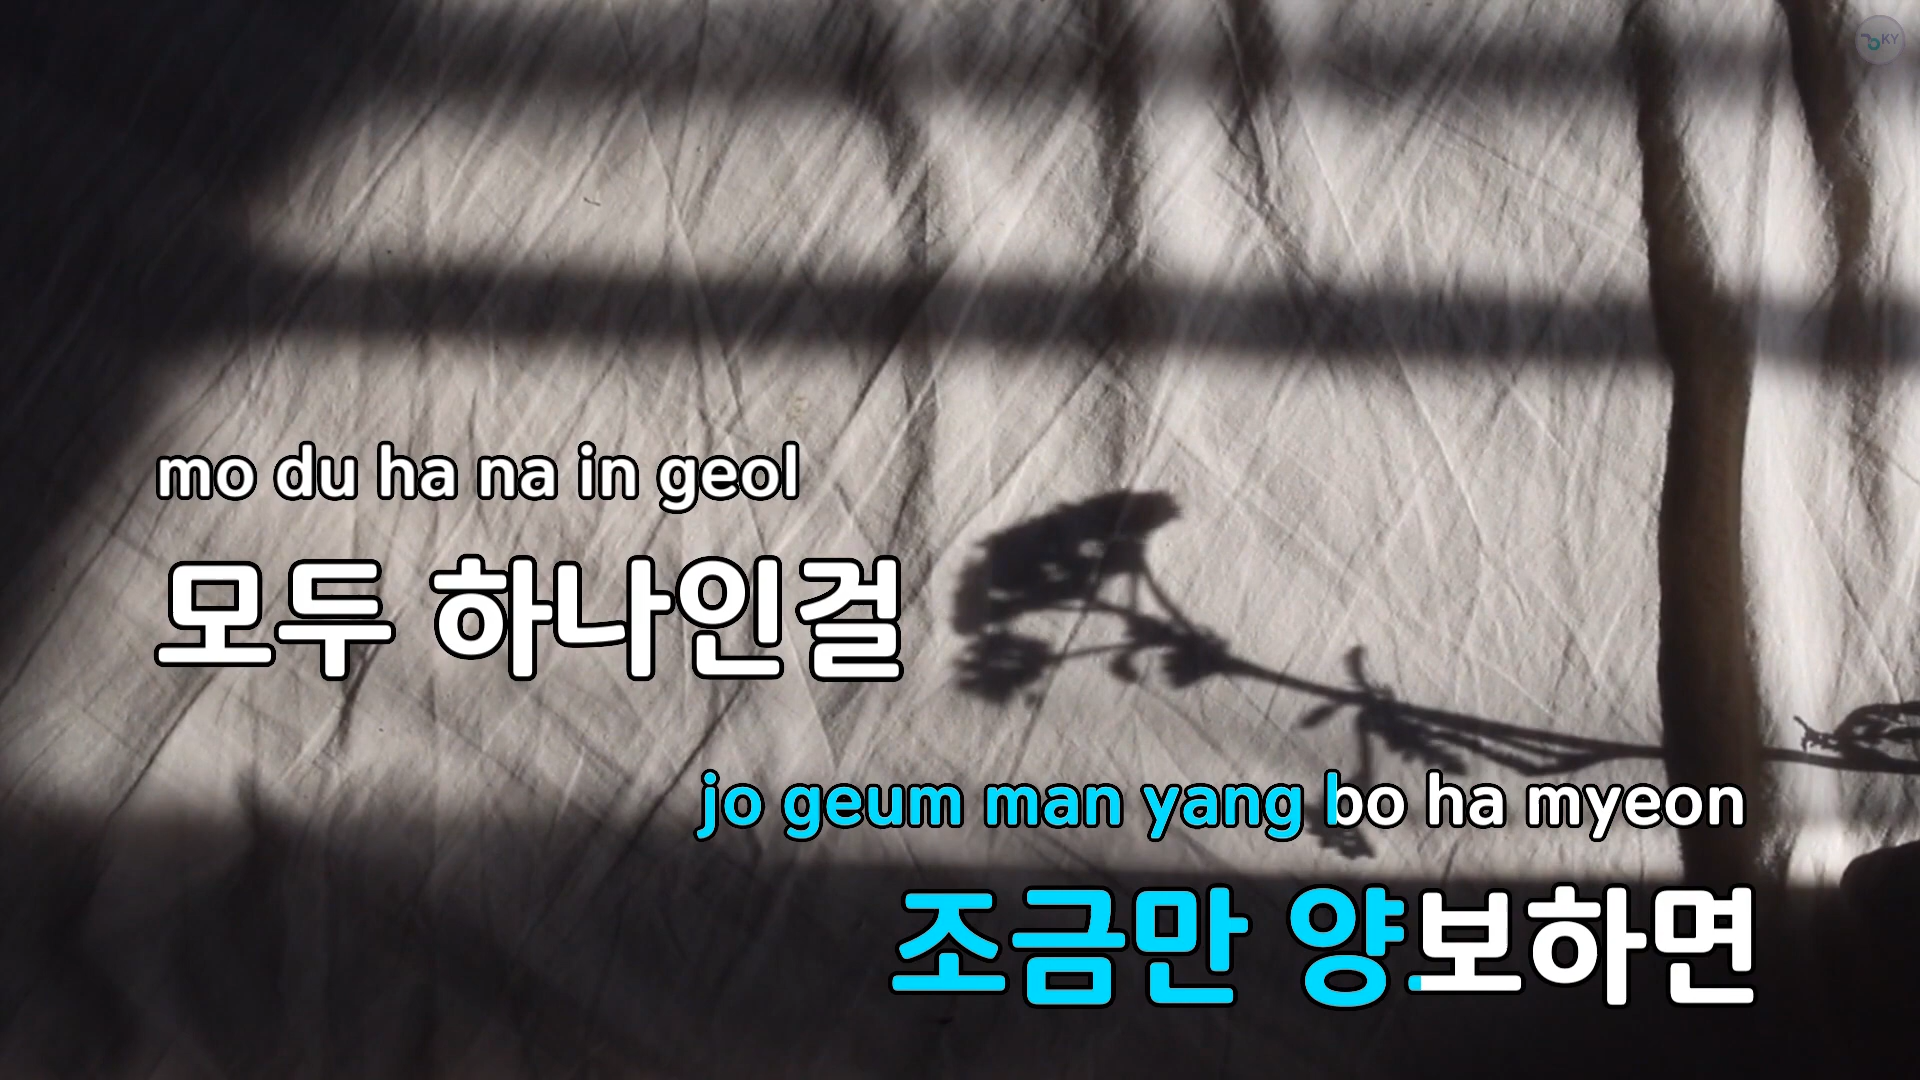 KY
mo du ha na in geol
모두 하나인걸
jo geum man yang bo ha myeon
조금만 양보하면